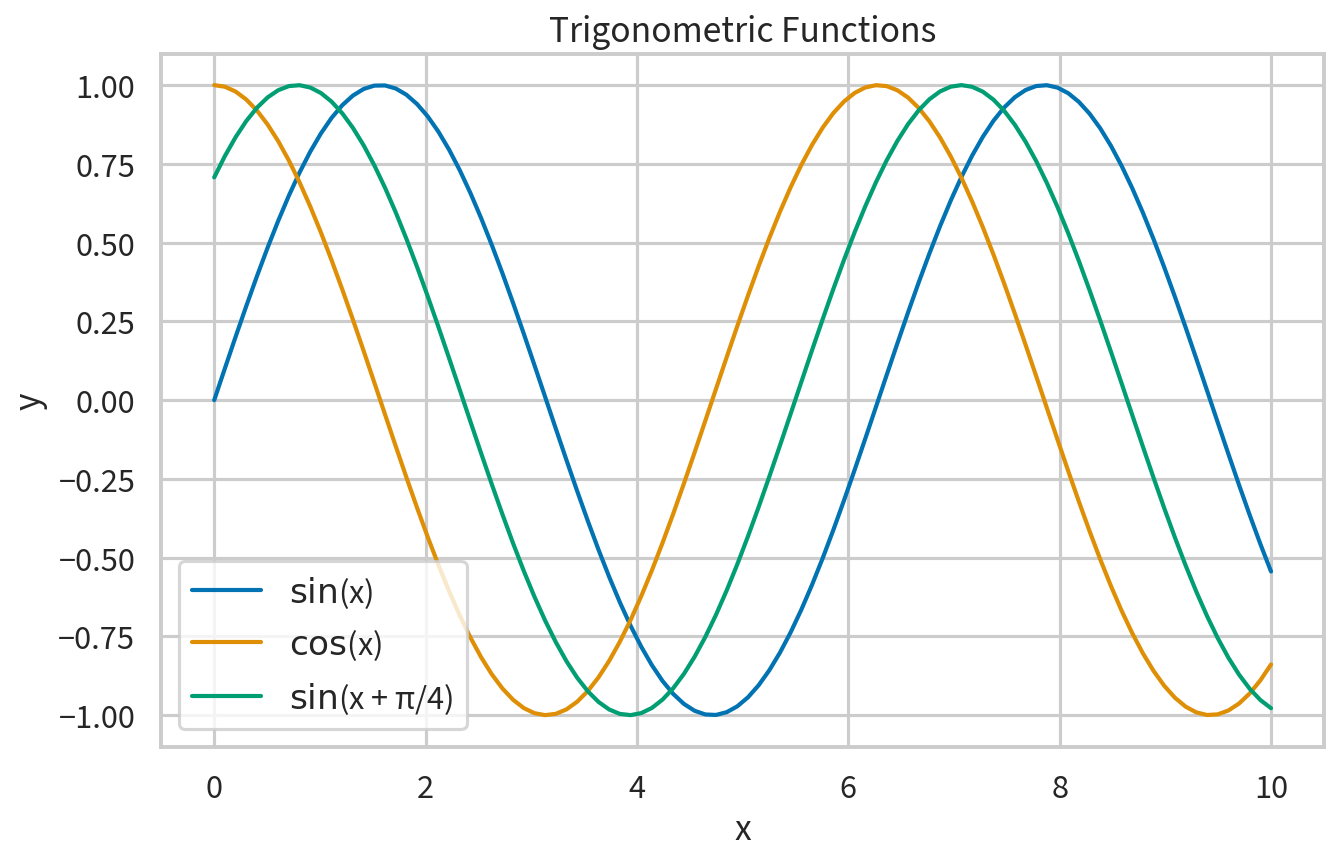 Trigonometric Functions
1.00
0.75
0.50
0.25
0.00
−0.25
−0.50
−0.75
−1.00
y
sin(x)
cos(x)
sin(x + π/4)
0 2 4 6 8 10
x